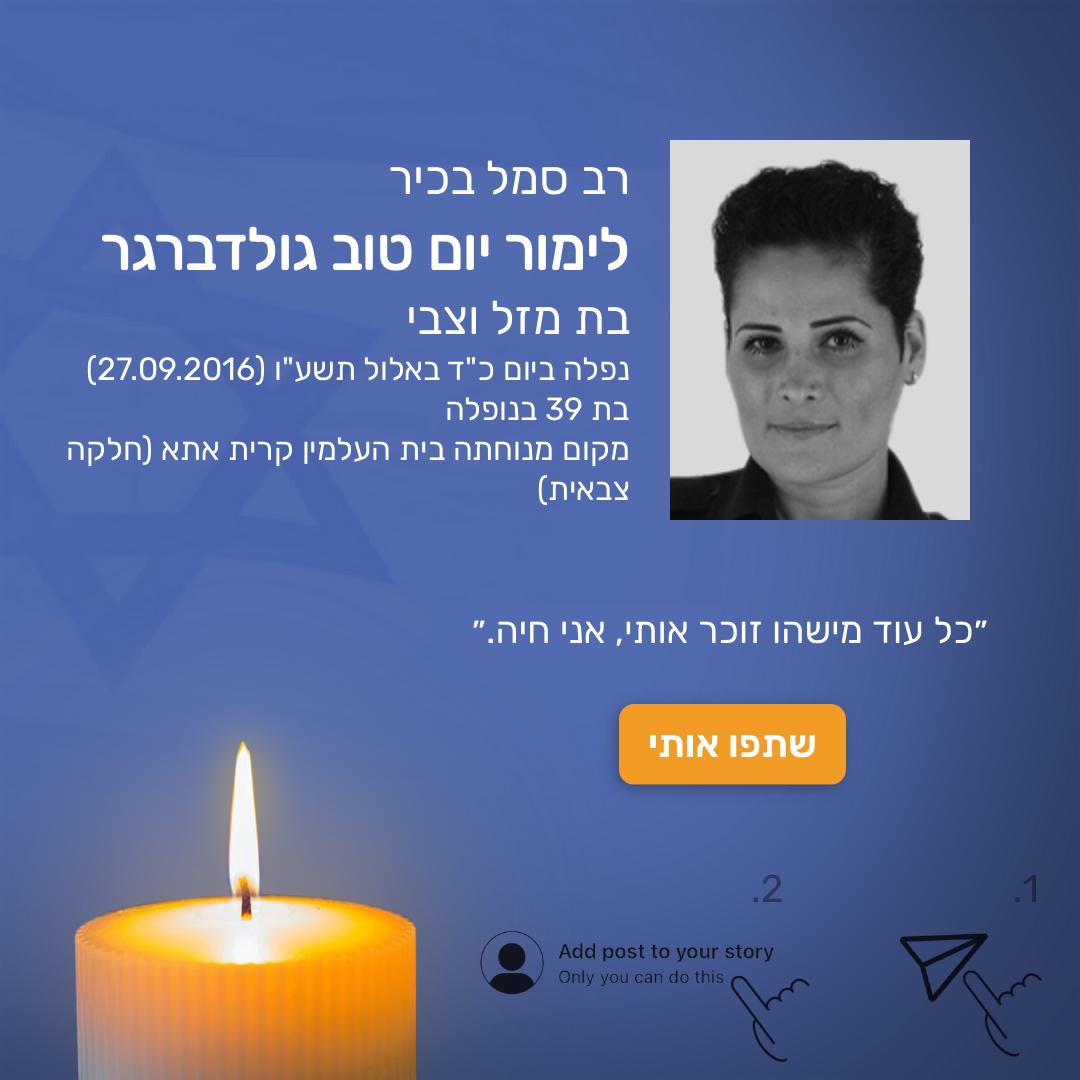 רב סמל בכיר
לימור יום טוב גולדברגר
בת מזל וצבי
נפלה ביום כ"ד באלול תשע"ו (27.09.2016)
בת 39 בנופלה
מקום מנוחתה בית העלמין קרית אתא (חלקה
צבאית)
״כל עוד מישהו זוכר אותי, אני חיה.״
שתפו אותי
1.
2.
Add post to your story
Only you can do this